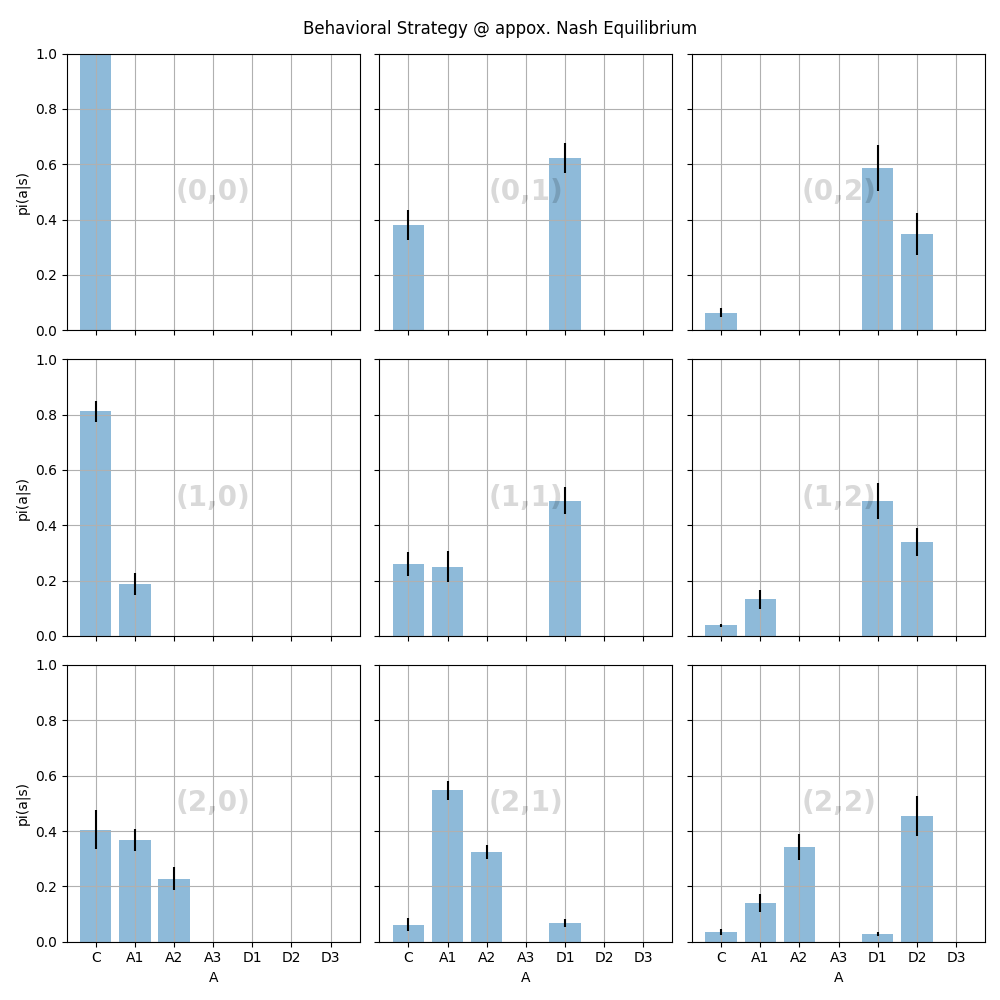 Behavioral Strategy @ appox. Nash Equilibrium
pi(a|s)
1.0
0.8
0.6
0.4
0.2
0.0
(0,0)
(0,1)
(0,2)
pi(a|s)
1.0
0.8
0.6
0.4
0.2
0.0
(1,0)
(1,1)
(1,2)
pi(a|s)
1.0
0.8
0.6
0.4
0.2
0.0
(2,0)
(2,1)
(2,2)
C A1 A2 A3 D1 D2 D3
A
C A1 A2 A3 D1 D2 D3
A
C A1 A2 A3 D1 D2 D3
A